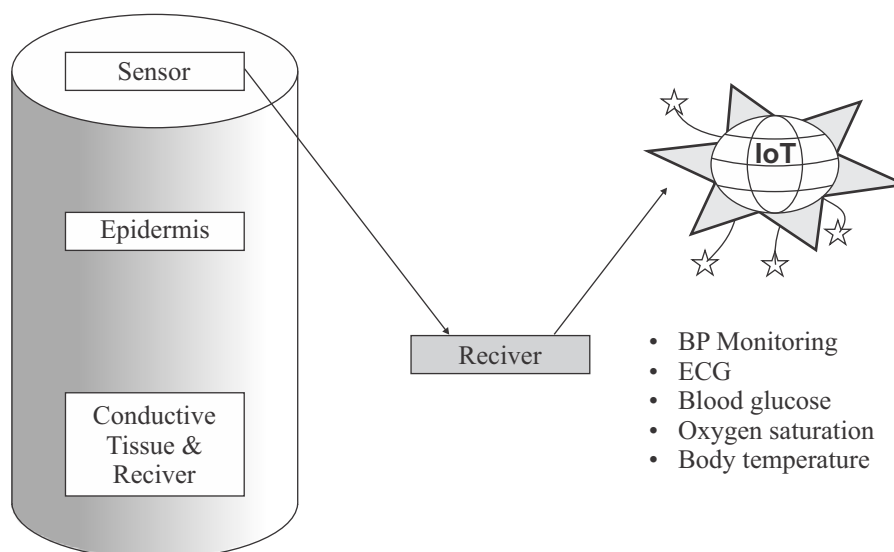 Sensor
Epidermis
Conductive
Tissue &
Reciver
Reciver
IoT
• BP Monitoring
• ECG
• Blood glucose
• Oxygen saturation
• Body temperature